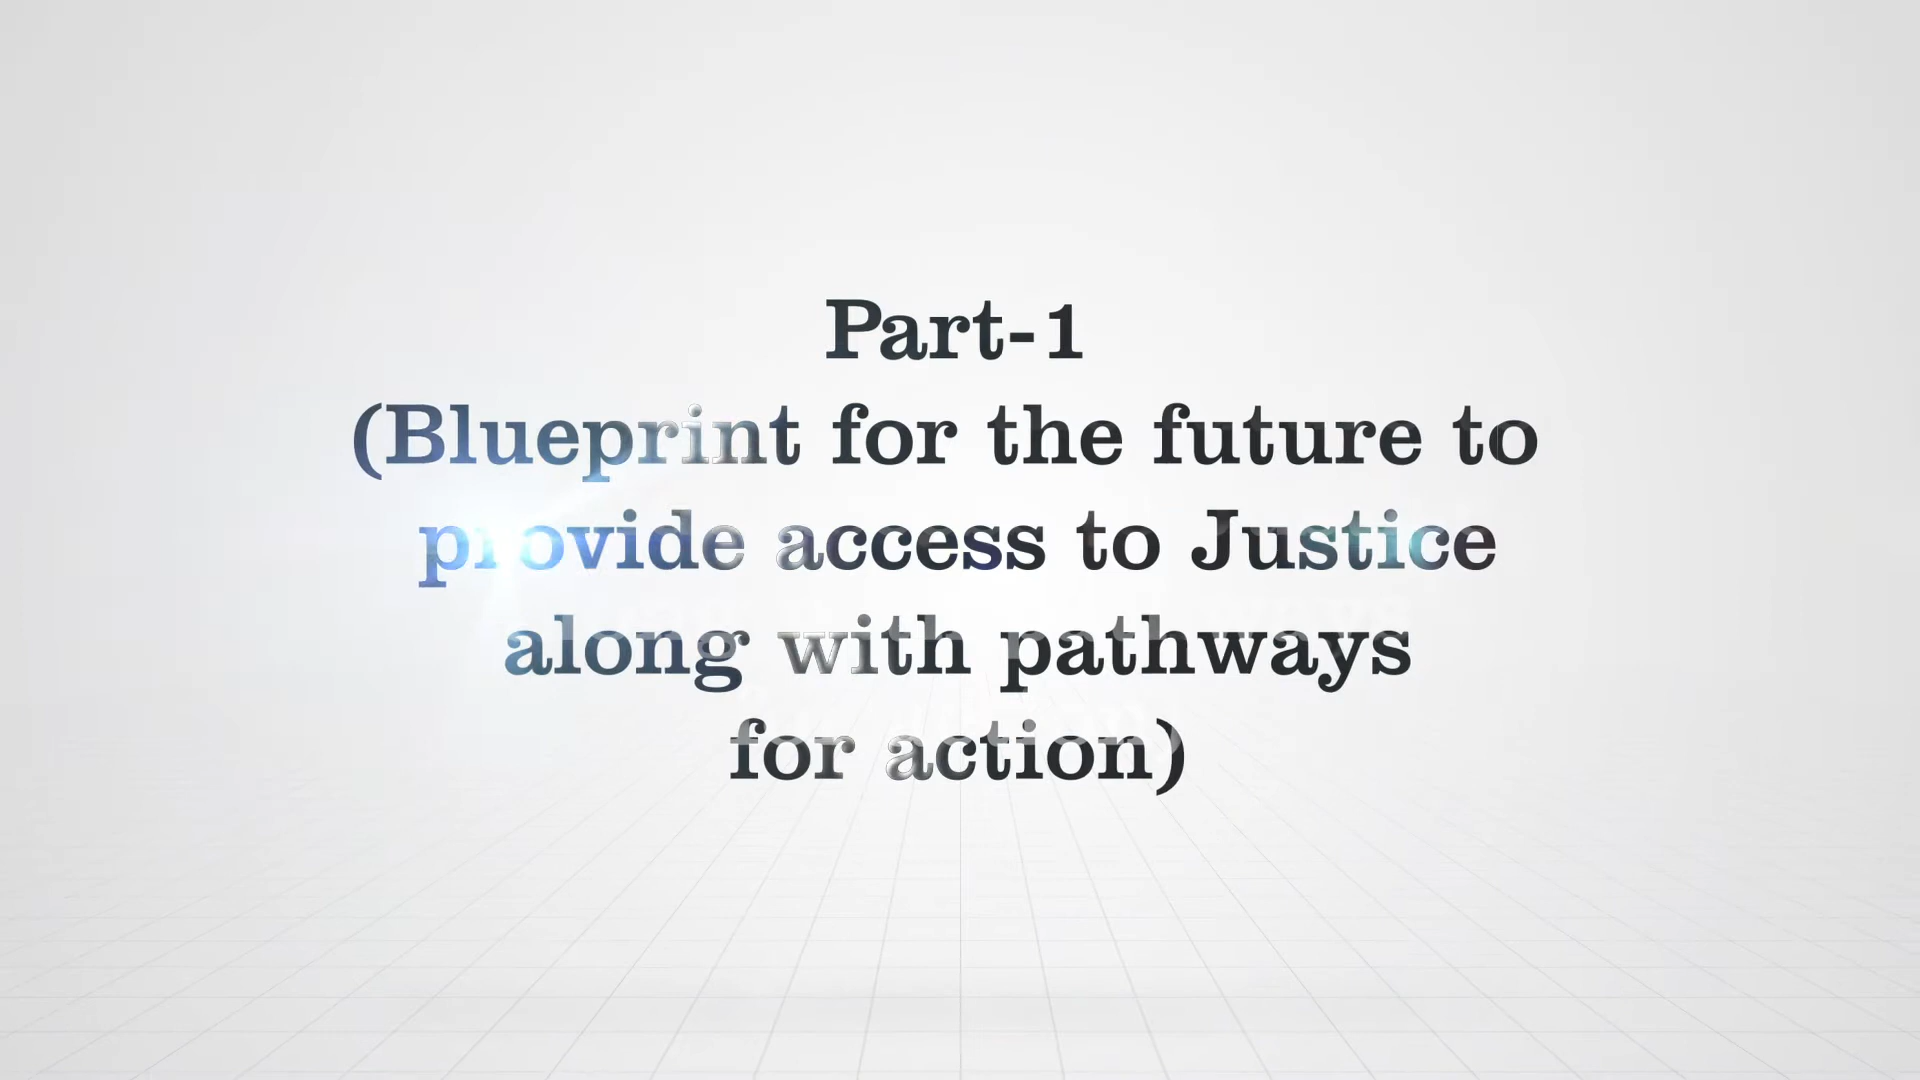 Part-1
(Blueprint for the future to
provide access to Justice
along with pathways
for action)